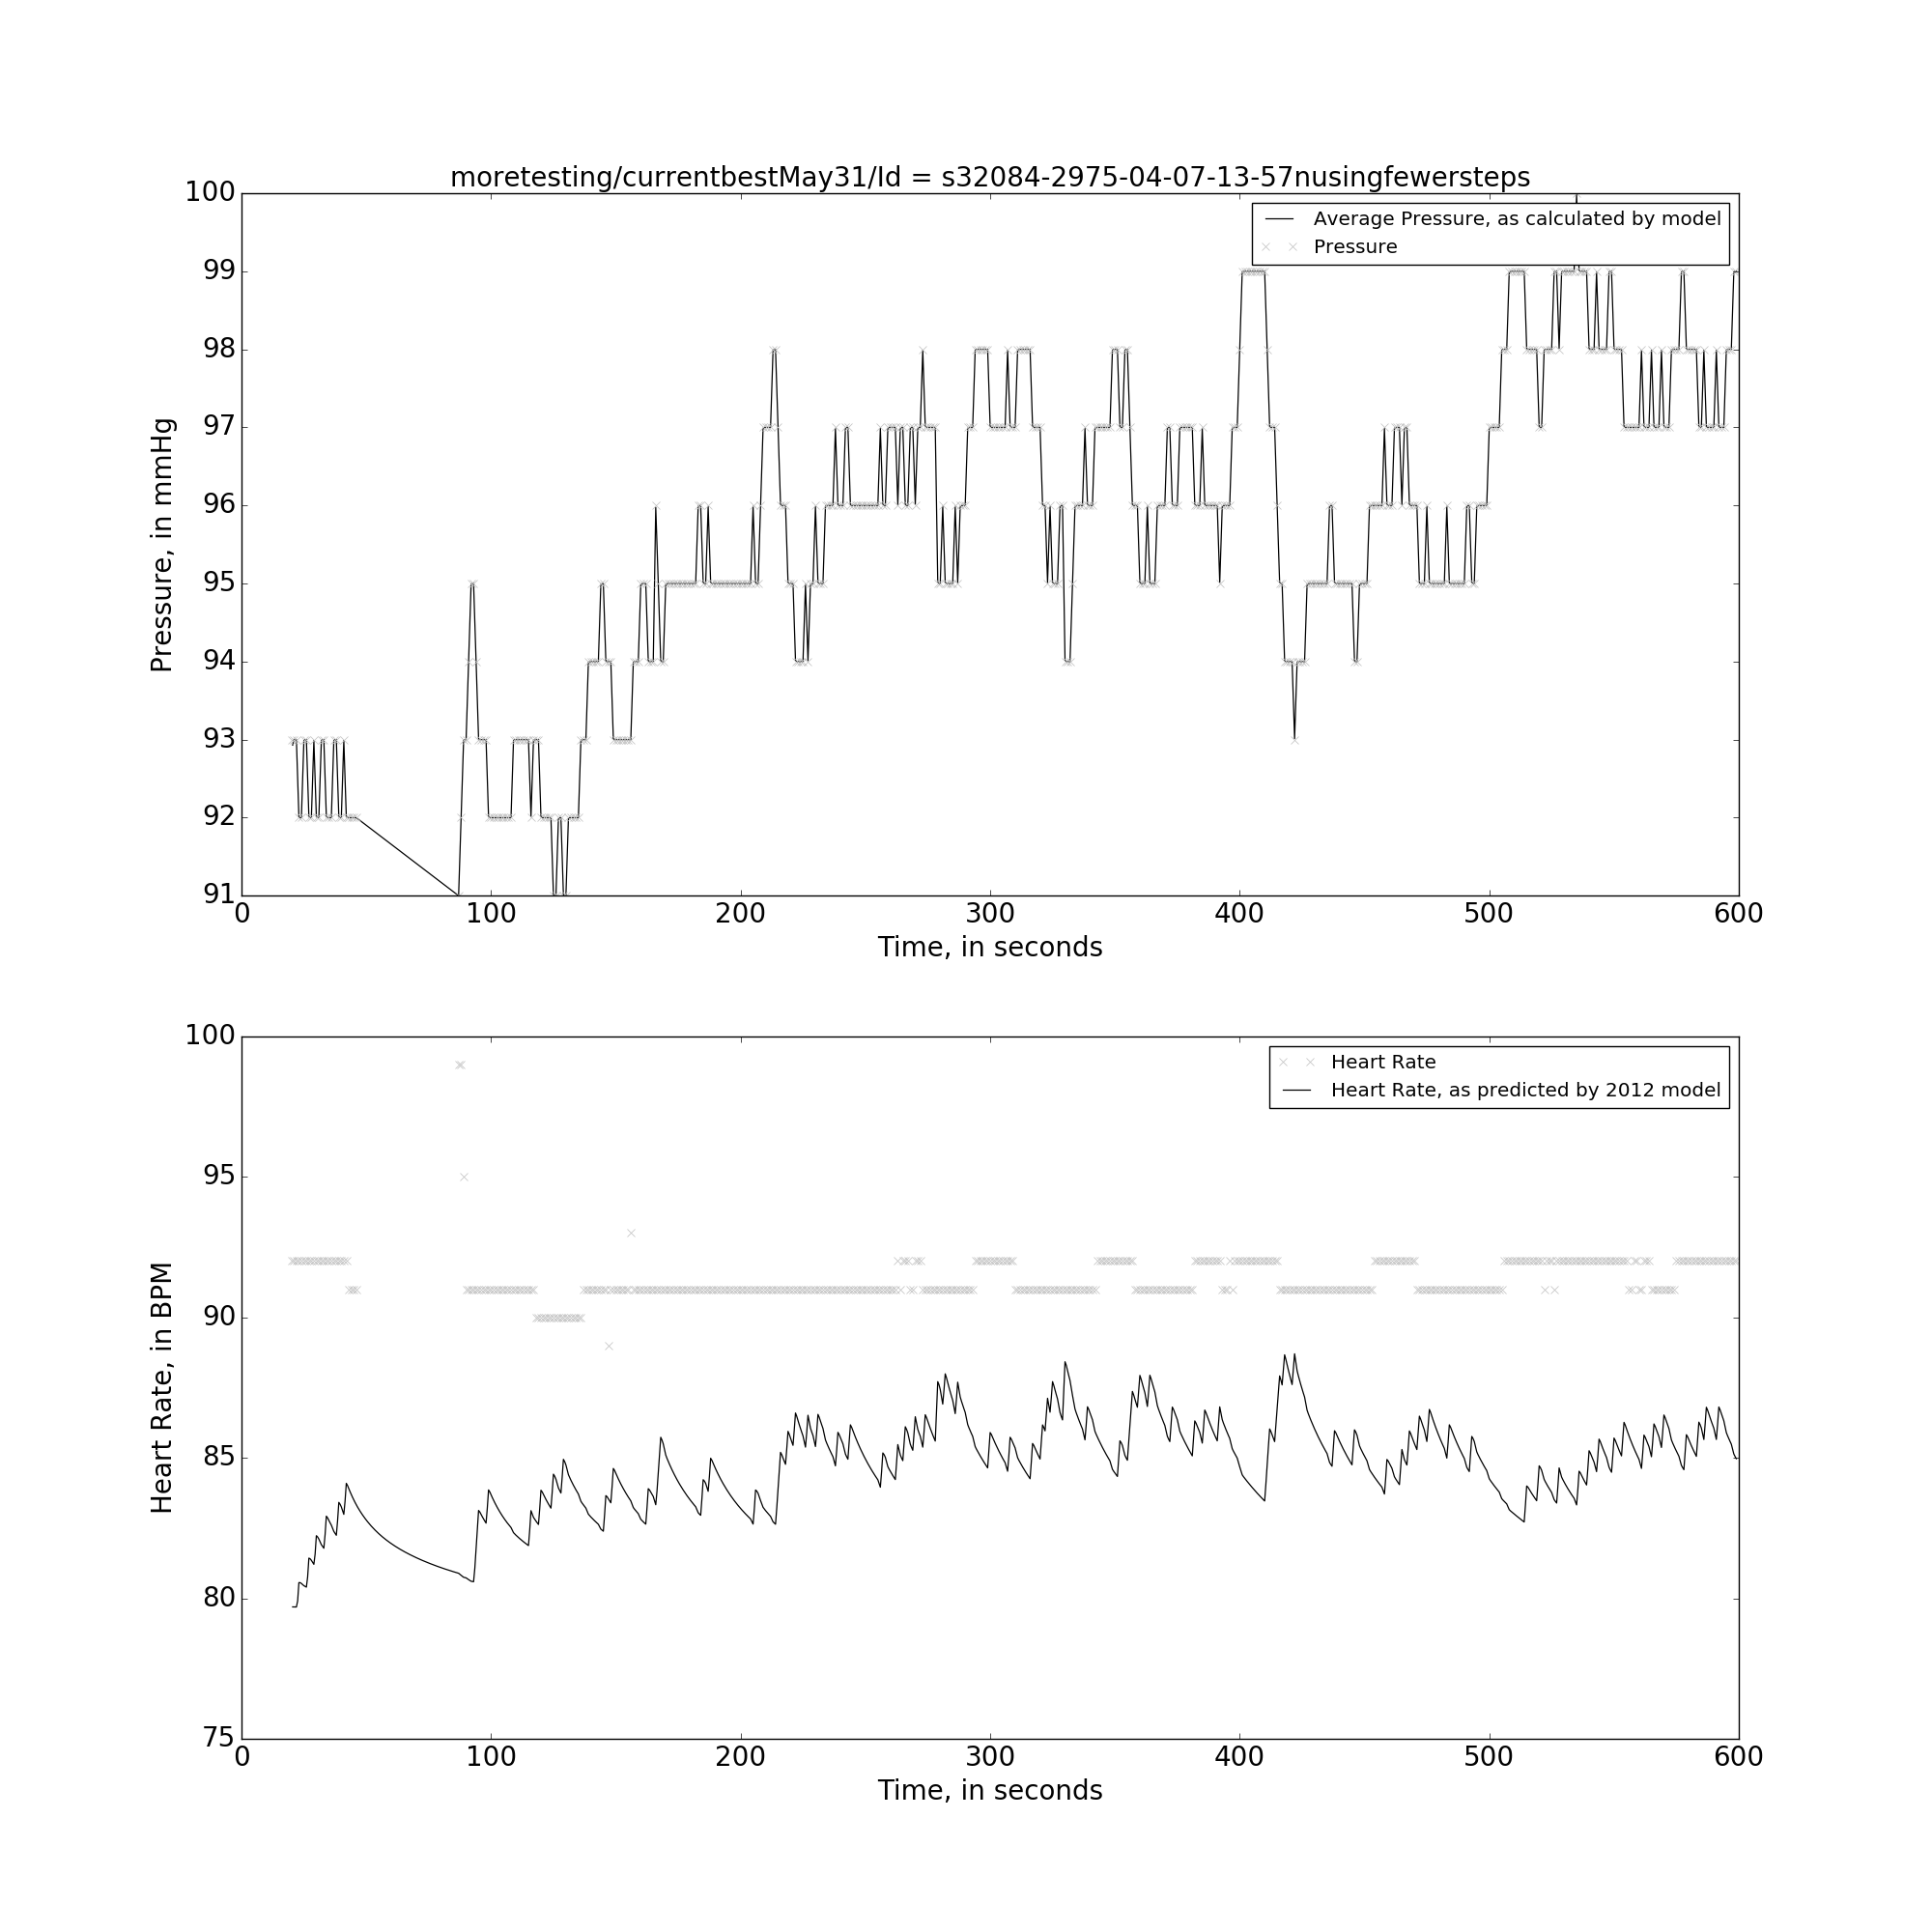 moretesting/currentbestMay31/Id = s32084-2975-04-07-13-57nusingfewersteps
100
99
98
97
96
95
94
93
92
91
Pressure, in mmHg
Average Pressure, as calculated by model
Pressure
0 100 200 300 400 500 600
Time, in seconds
100
95
90
85
80
75
Heart Rate, in BPM
Heart Rate
Heart Rate, as predicted by 2012 model
0 100 200 300 400 500 600
Time, in seconds